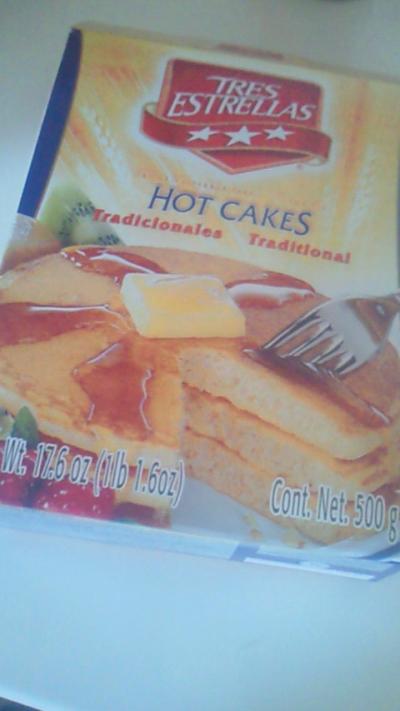 TRES
ESTRELLAS
HOT CAKES
Tradicionales Traditional
Wt. 17.6 oz (1lb 1.6oz)
Cont. Net. 500 g